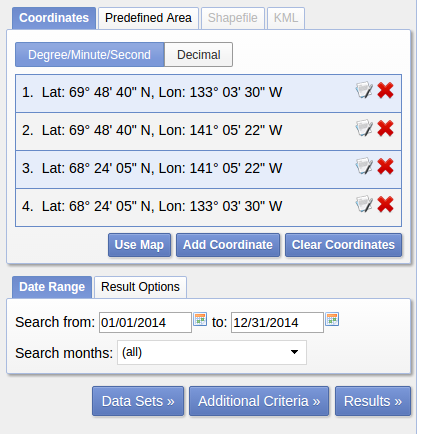 Coordinates Predefined Area Shapefile KML
Degree/Minute/Second Decimal
1. Lat: 69° 48' 40" N, Lon: 133° 03' 30" W
2. Lat: 69° 48' 40" N, Lon: 141° 05' 22" W
3. Lat: 68° 24' 05" N, Lon: 141° 05' 22" W
4. Lat: 68° 24' 05" N, Lon: 133° 03' 30" W
Use Map Add Coordinate Clear Coordinates
Date Range Result Options
Search from: 01/01/2014 to: 12/31/2014
Search months: (all)
Data Sets » Additional Criteria » Results »